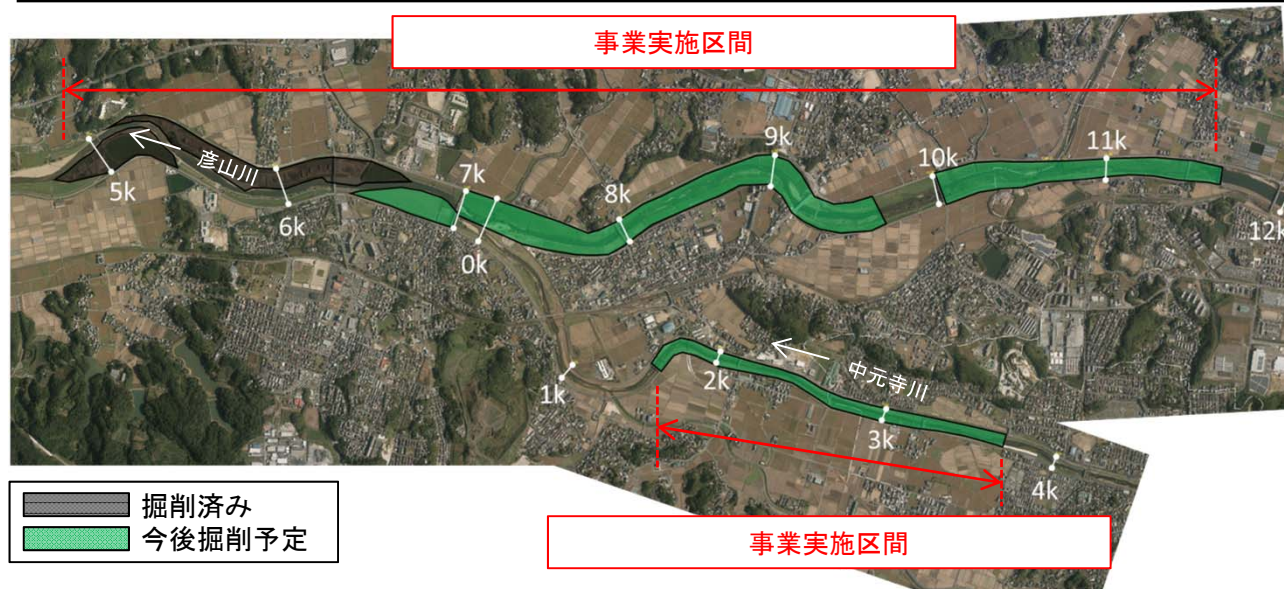 事業実施区間
彦山川
5k
6k
7k
0k
8k
9k
10k
11k
12k
1k
2k
中元寺川
3k
4k
事業実施区間
掘削済み
今後掘削予定